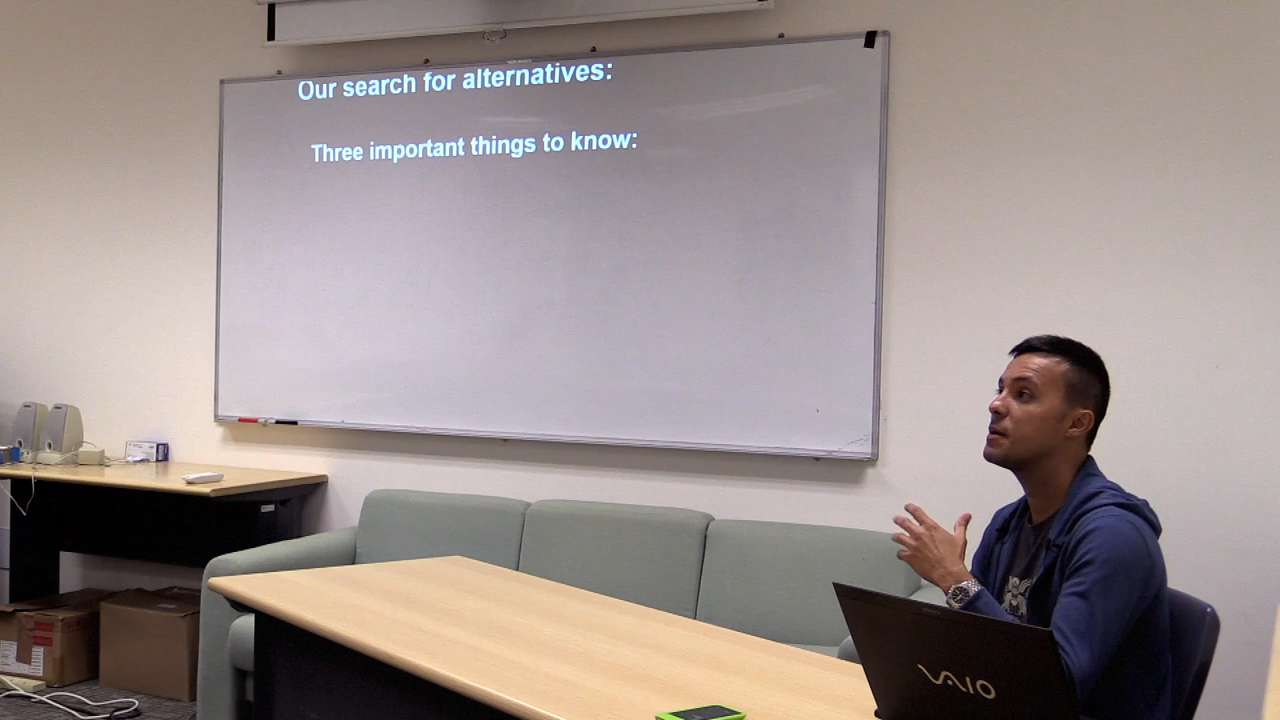 Our search for alternatives:
Three important things to know:
VAIO